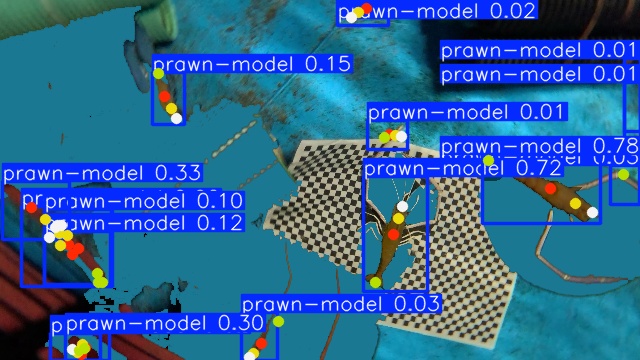 prawn-model 0.02
prawn-model 0.01
prawn-model 0.15
prawn-model 0.01
prawn-model 0.01
prawn-model 0.78
prawn-model 0.72
prawn-model 0.33
prawn-model 0.10
prawn-model 0.12
prawn-model 0.03
prawn-model 0.30